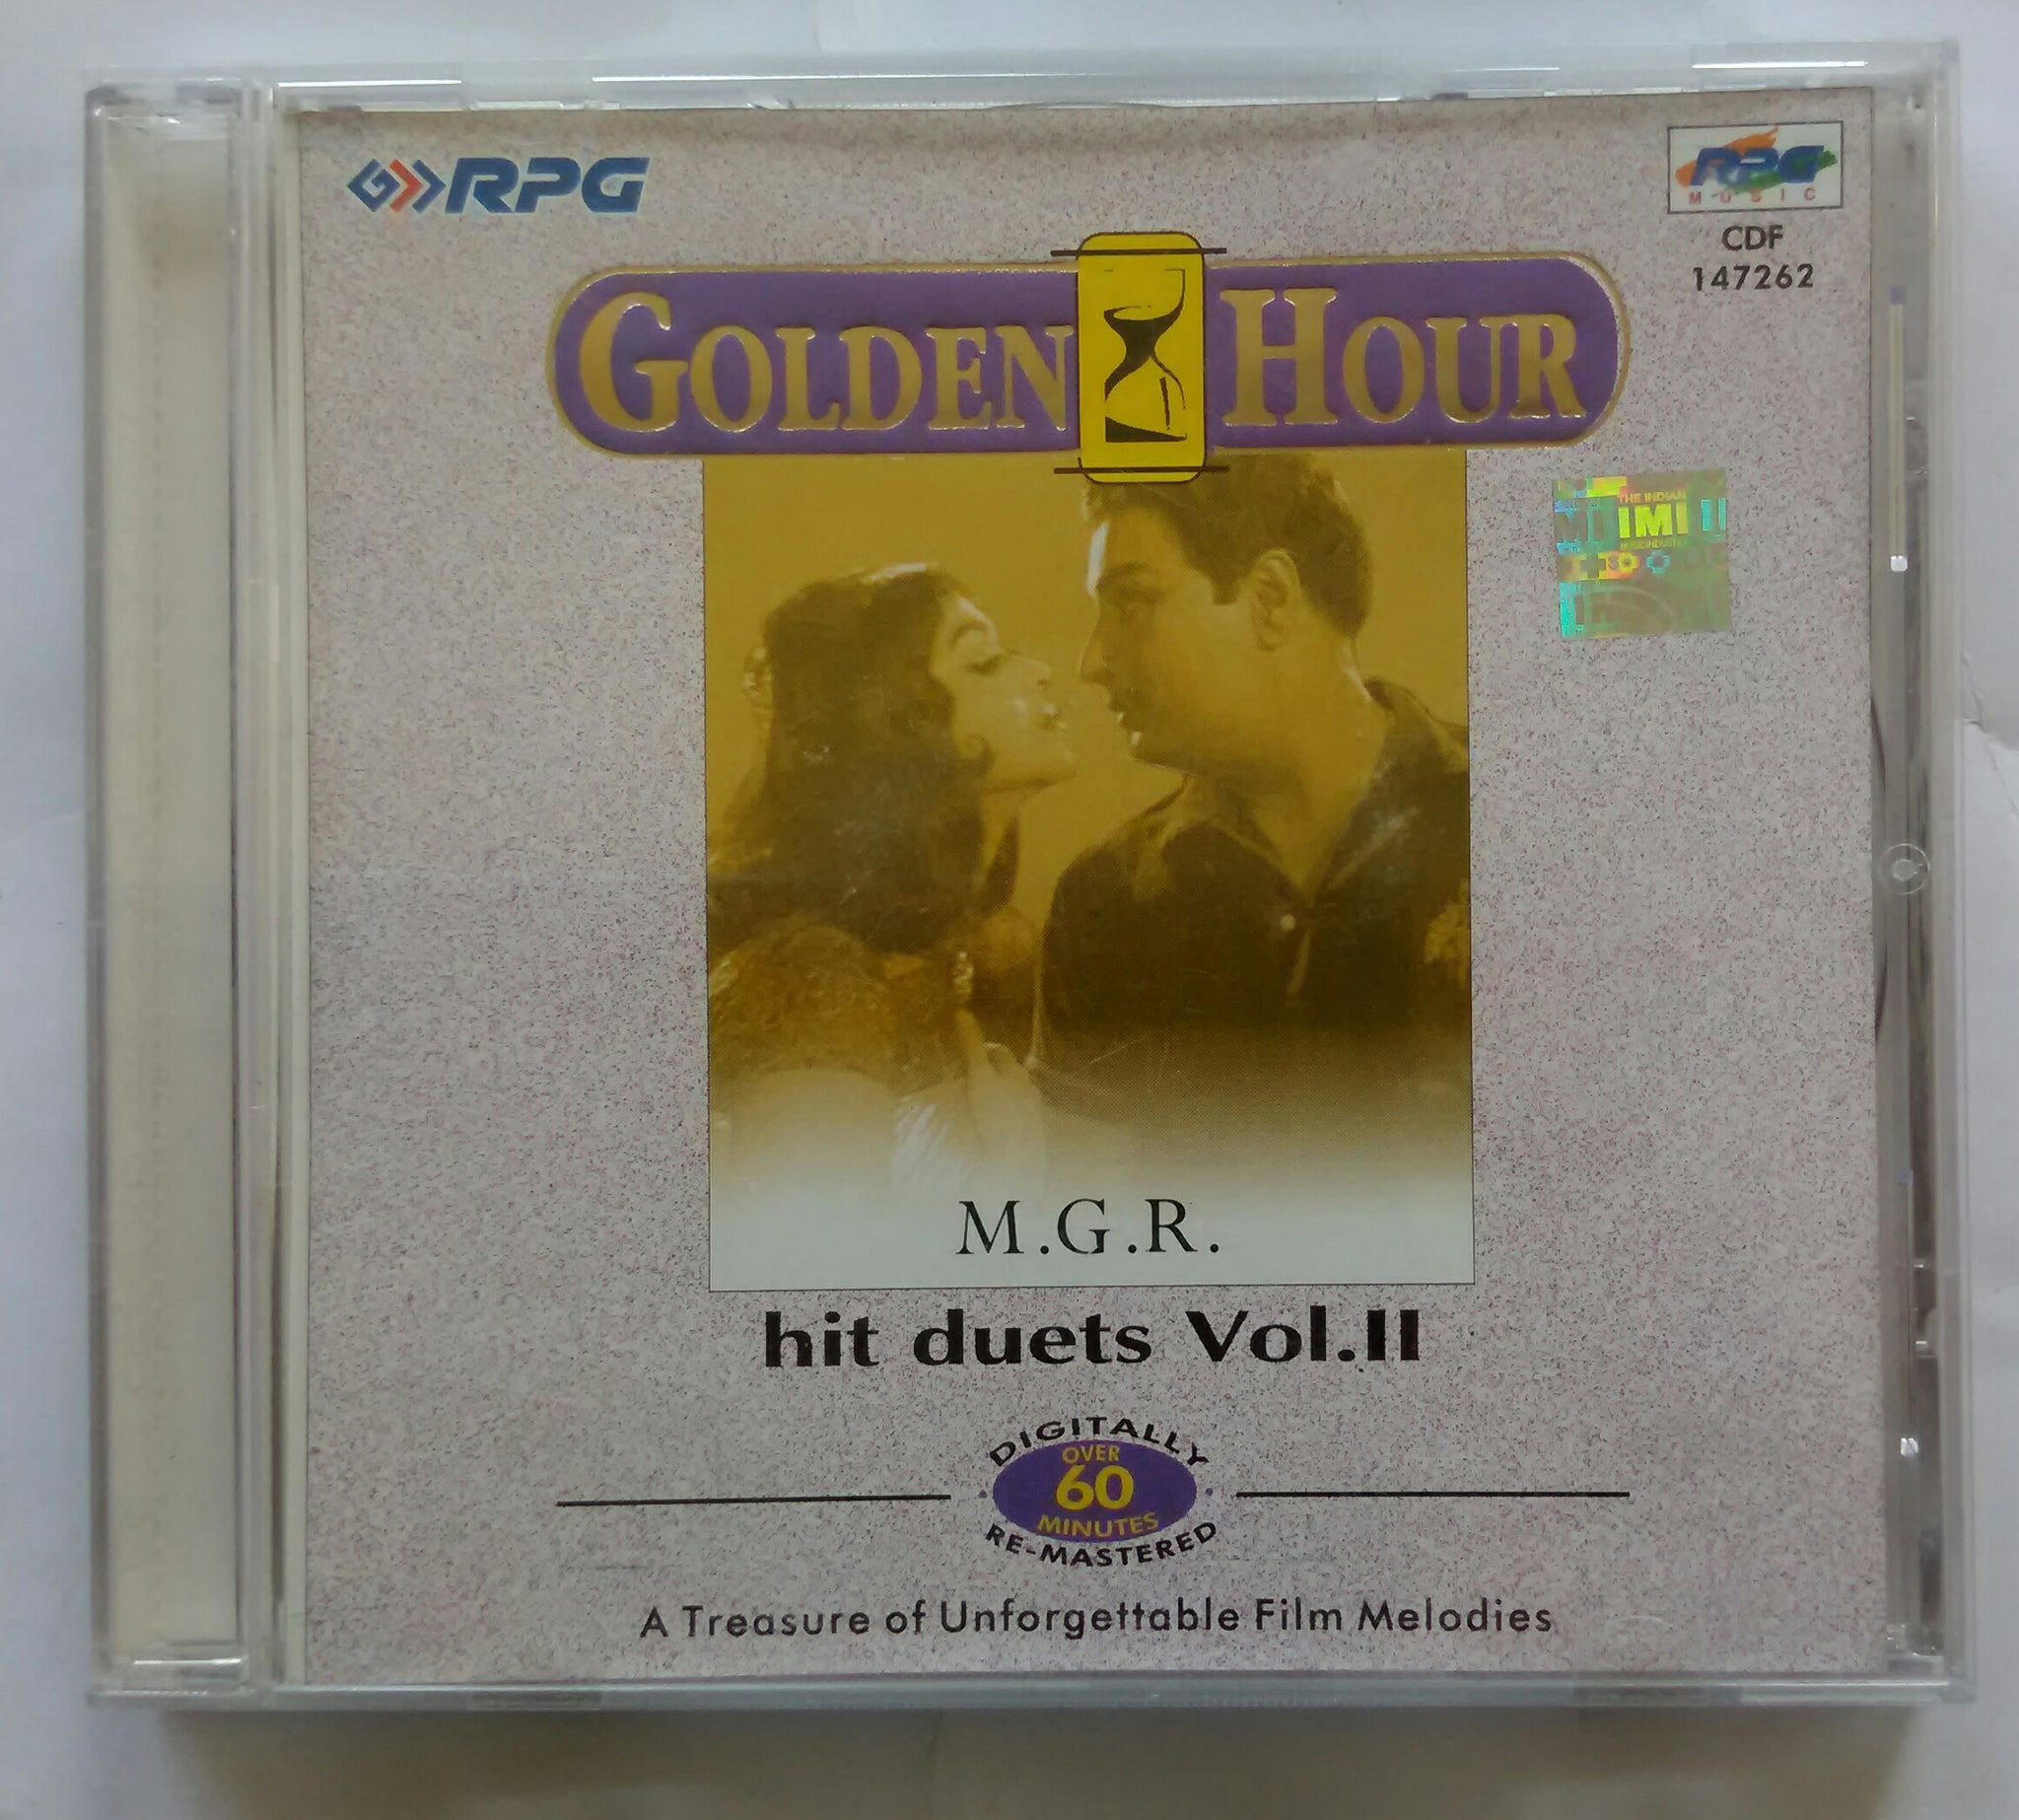 RPG
RPG
MUSIC
CDF
147262
GOLDEN HOUR
THE INDIAN
IMI
M.G.R.
hit duets Vol.II
DIGITALLY
OVER
60
MINUTES
RE-MASTERED
A Treasure of Unforgettable Film Melodies